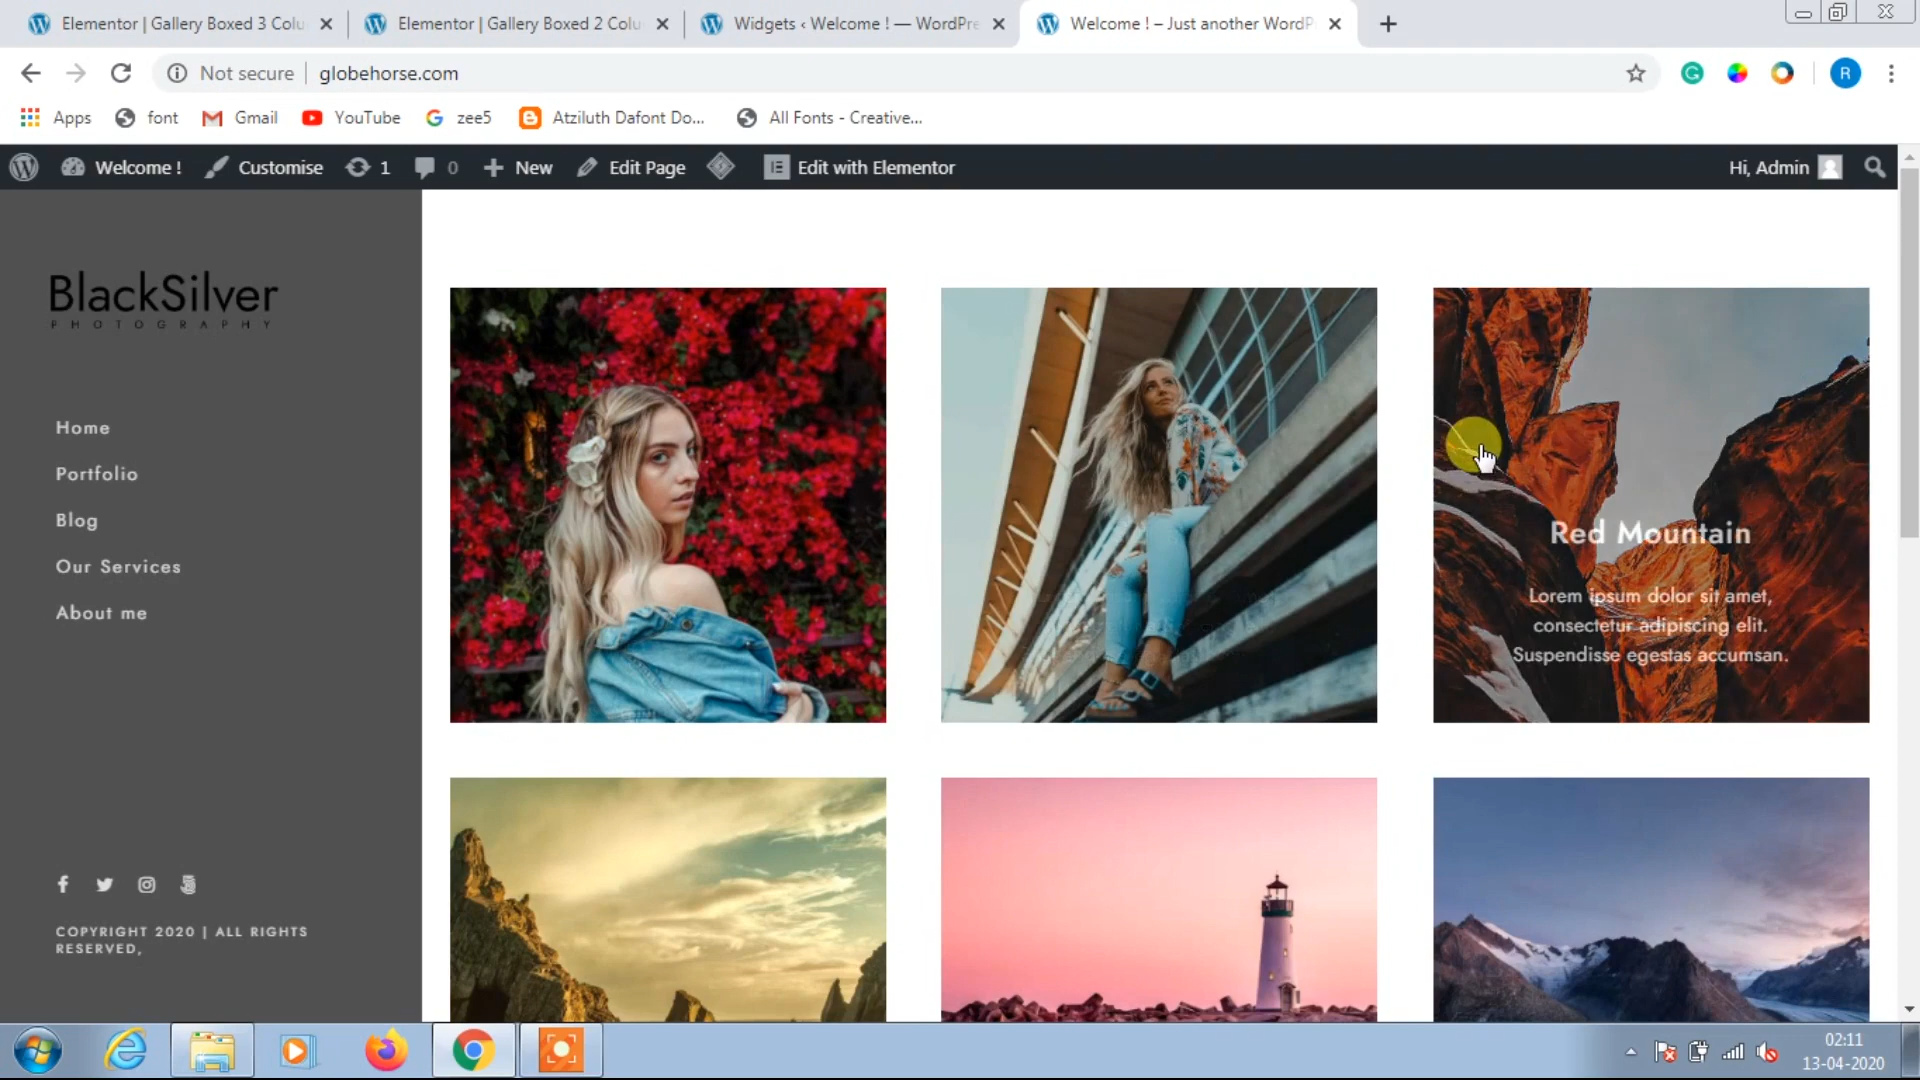 Elementor | Gallery Boxed 3 Colu
Elementor | Gallery Boxed 2 Colu
Widgets ‹ Welcome ! — WordPre
Welcome ! – Just another WordP
Not secure
globehorse.com
R
Apps
font
Gmail
YouTube
zee5
Atziluth Dafont Do...
All Fonts - Creative...
Welcome !
Customise
1
0
New
Edit Page
Edit with Elementor
Hi, Admin
BlackSilver
PHOTOGRAPHY
Home
Portfolio
Blog
Our Services
About me
Red Mountain
Lorem ipsum dolor sit amet,
consectetur adipiscing elit.
Suspendisse egestas accumsan.
COPYRIGHT 2020 | ALL RIGHTS
RESERVED,
02:11
13-04-2020